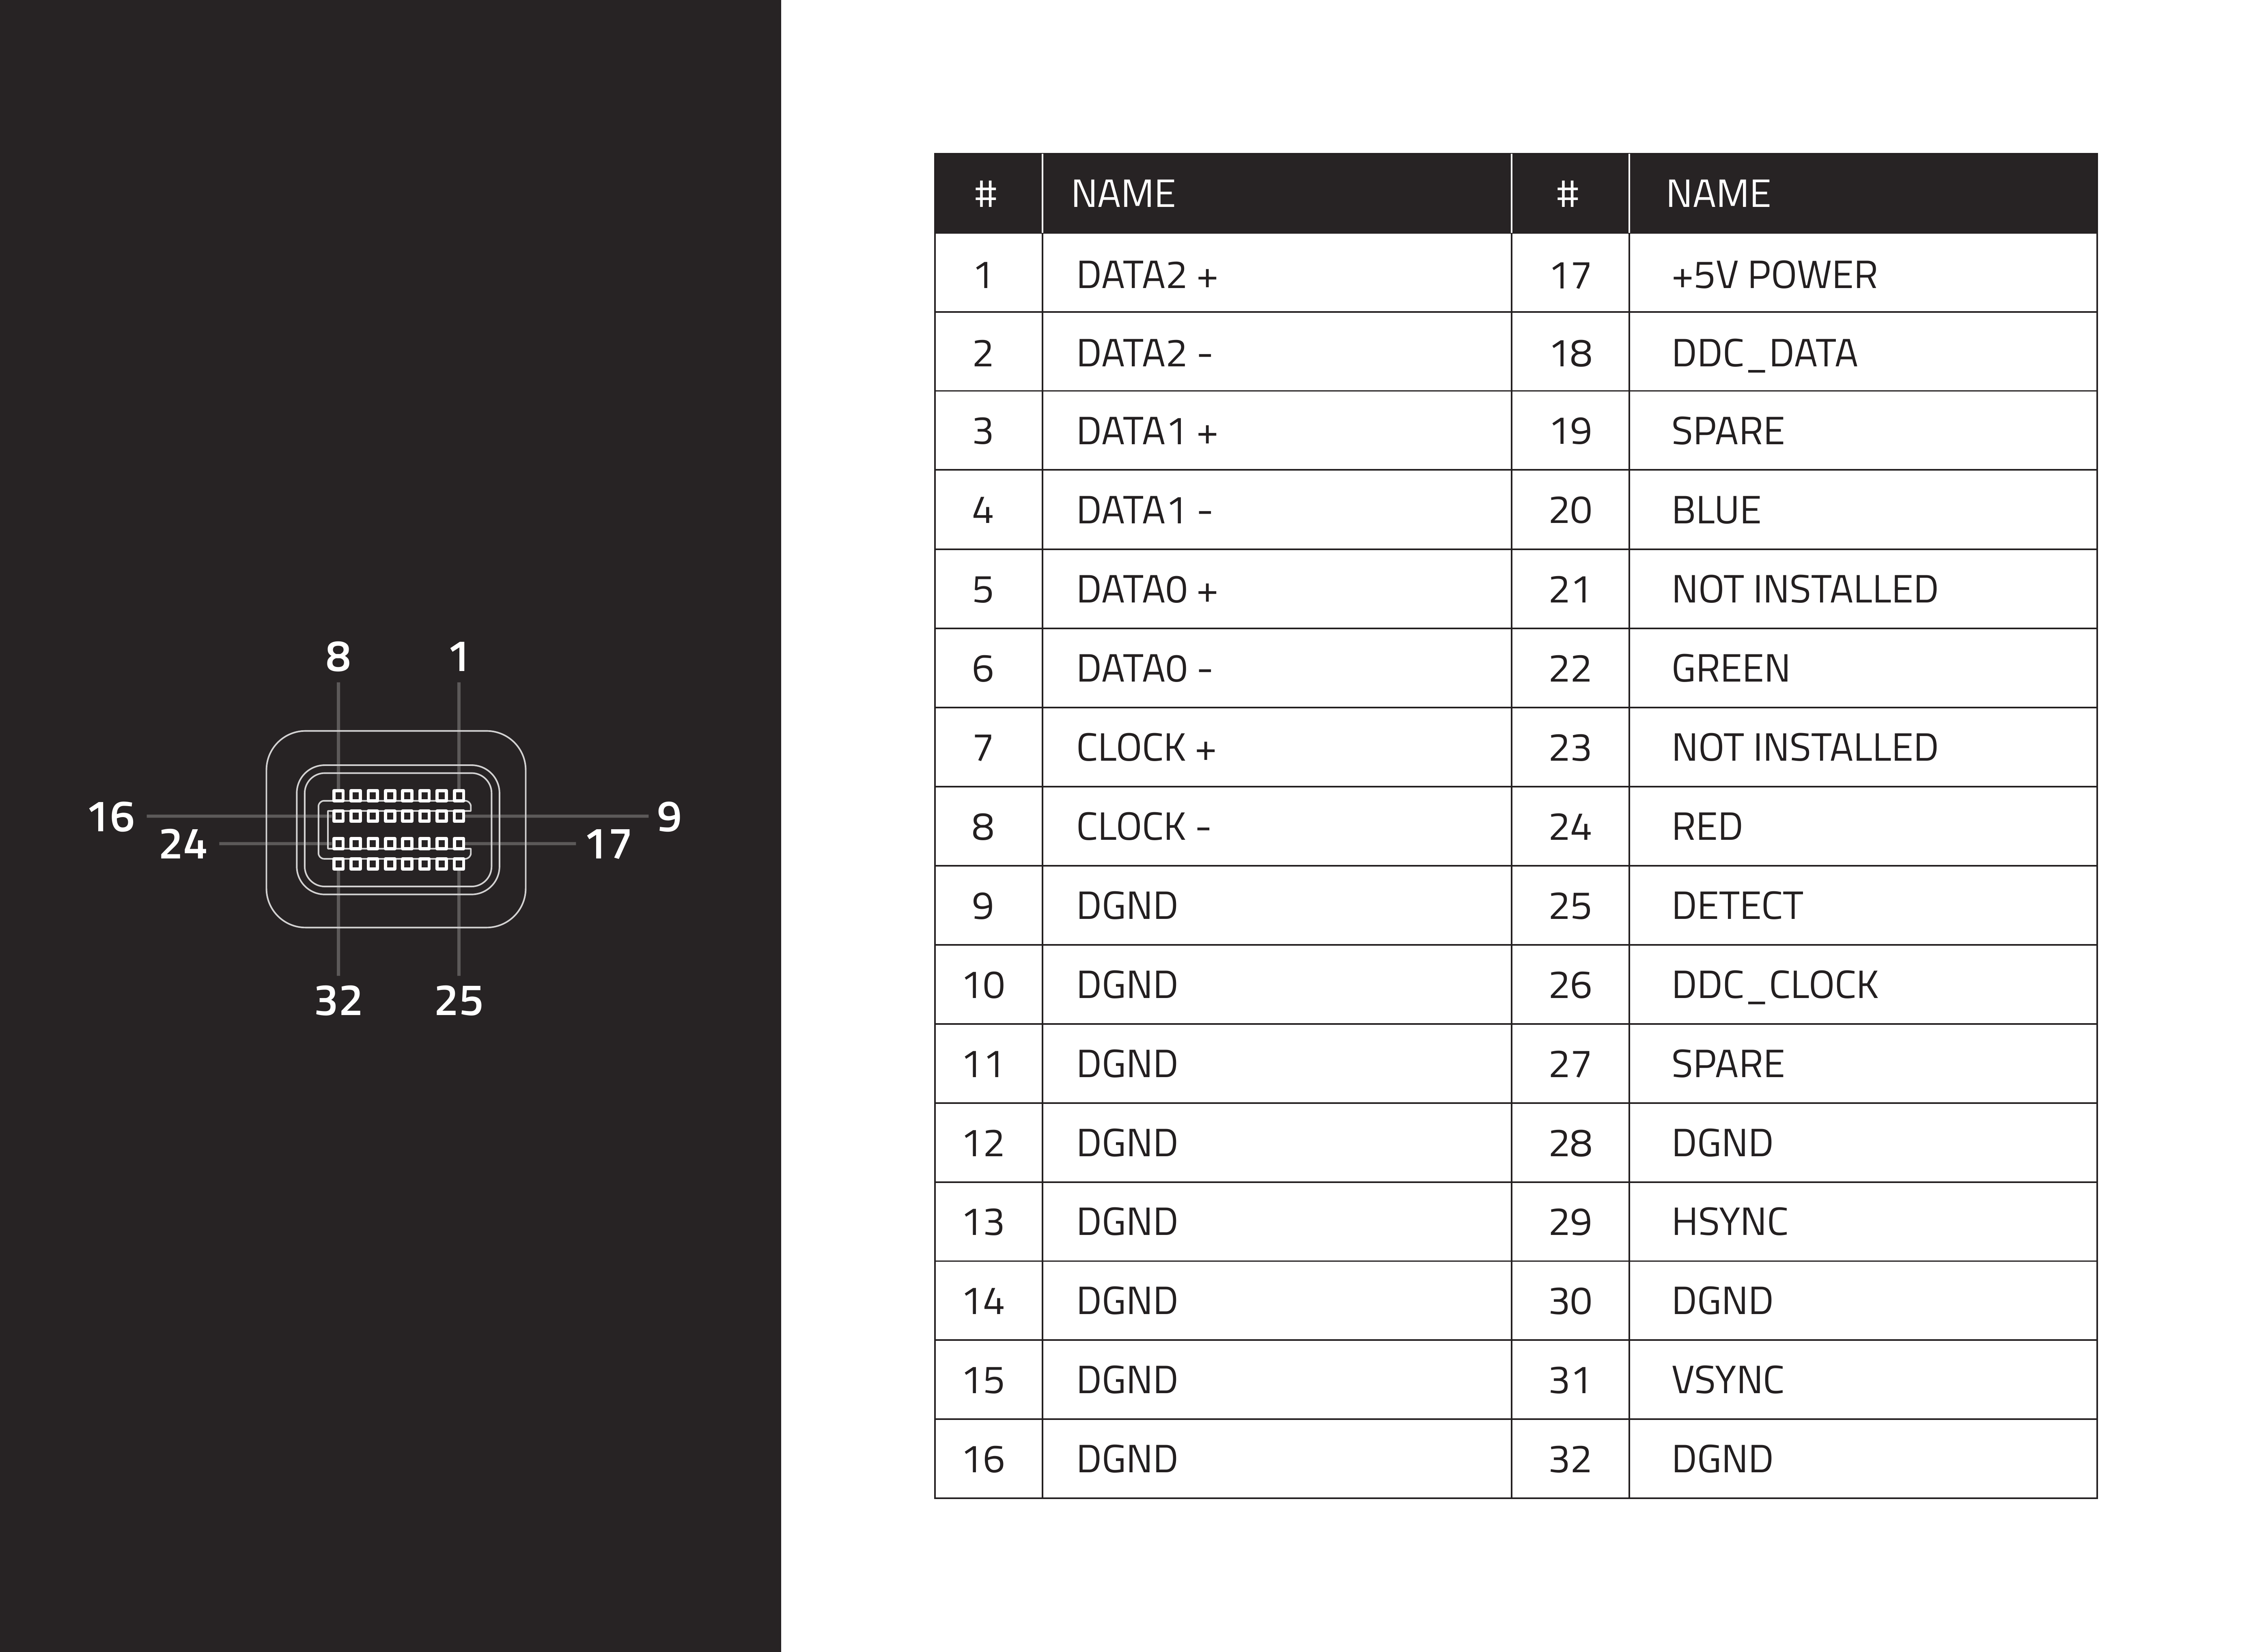 8 1
16 9
24 17
32 25
# NAME # NAME
1 DATA2 + 17 +5V POWER
2 DATA2 - 18 DDC_DATA
3 DATA1 + 19 SPARE
4 DATA1 - 20 BLUE
5 DATA0 + 21 NOT INSTALLED
6 DATA0 - 22 GREEN
7 CLOCK + 23 NOT INSTALLED
8 CLOCK - 24 RED
9 DGND 25 DETECT
10 DGND 26 DDC_CLOCK
11 DGND 27 SPARE
12 DGND 28 DGND
13 DGND 29 HSYNC
14 DGND 30 DGND
15 DGND 31 VSYNC
16 DGND 32 DGND